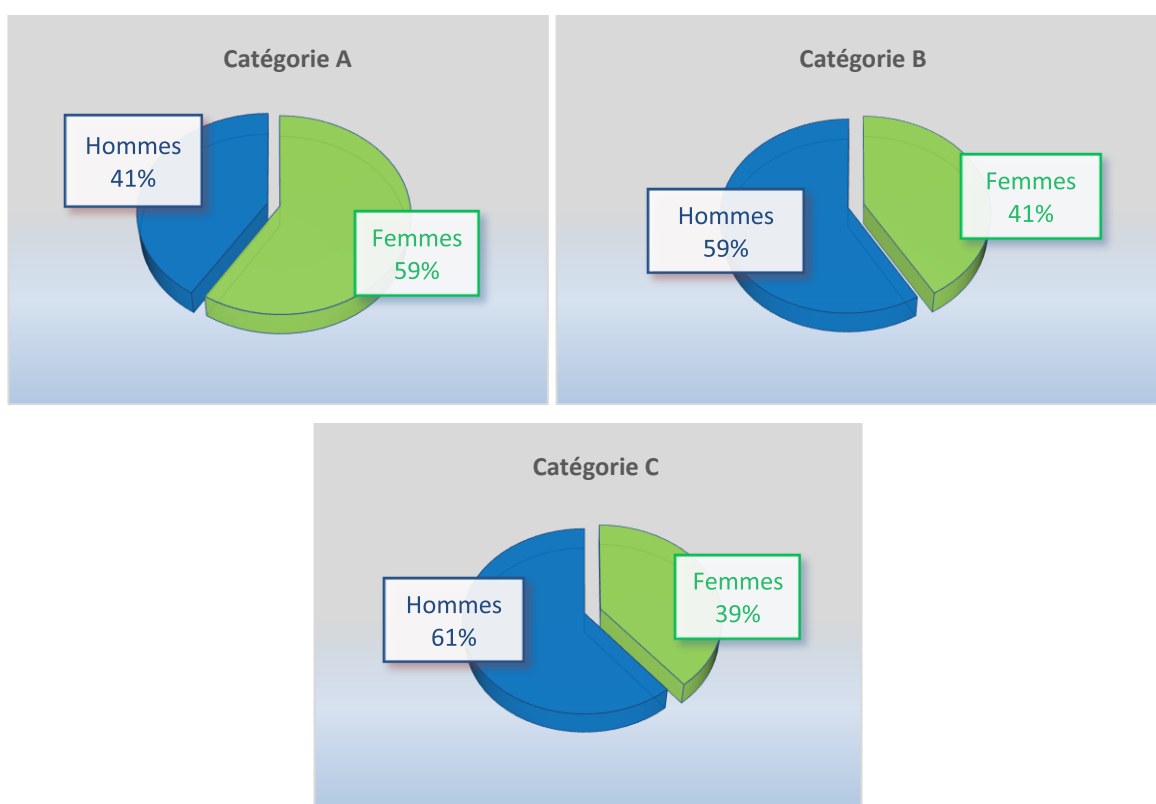 Catégorie A
Hommes
41%
Femmes
59%
Catégorie B
Hommes
59%
Femmes
41%
Catégorie C
Hommes
61%
Femmes
39%